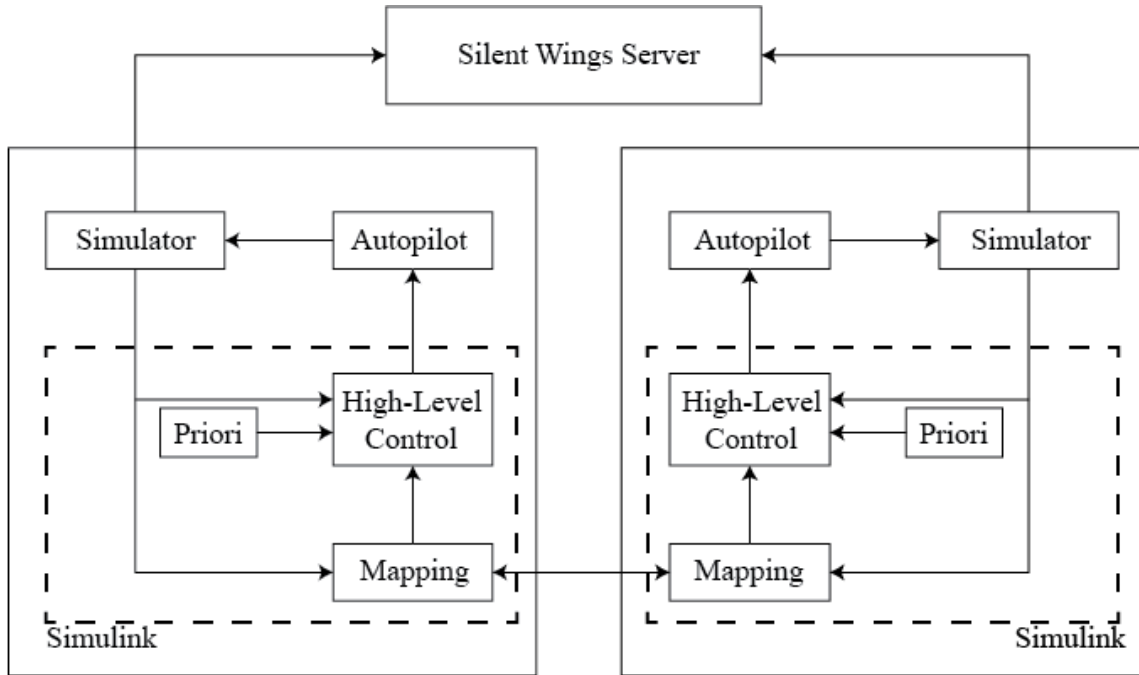 Silent Wings Server
Simulator
Autopilot
Autopilot
Simulator
High-Level
Control
Priori
High-Level
Control
Priori
Mapping
Mapping
Simulink
Simulink